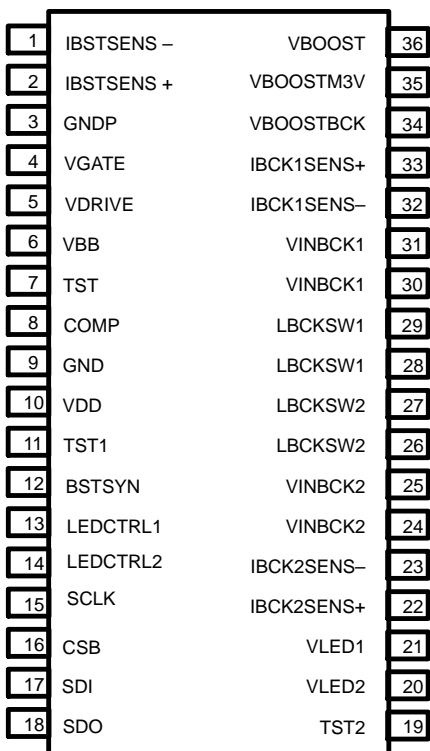 1 IBSTSENS – VBOOST 36
2 IBSTSENS + VBOOSTM3V 35
3 GNDP VBOOSTBCK 34
4 VGATE IBCK1SENS+ 33
5 VDRIVE IBCK1SENS– 32
6 VBB VINBCK1 31
7 TST VINBCK1 30
8 COMP LBCKSW1 29
9 GND LBCKSW1 28
10 VDD LBCKSW2 27
11 TST1 LBCKSW2 26
12 BSTSYN VINBCK2 25
13 LEDCTRL1 VINBCK2 24
14 LEDCTRL2 IBCK2SENS– 23
15 SCLK IBCK2SENS+ 22
16 CSB VLED1 21
17 SDI VLED2 20
18 SDO TST2 19